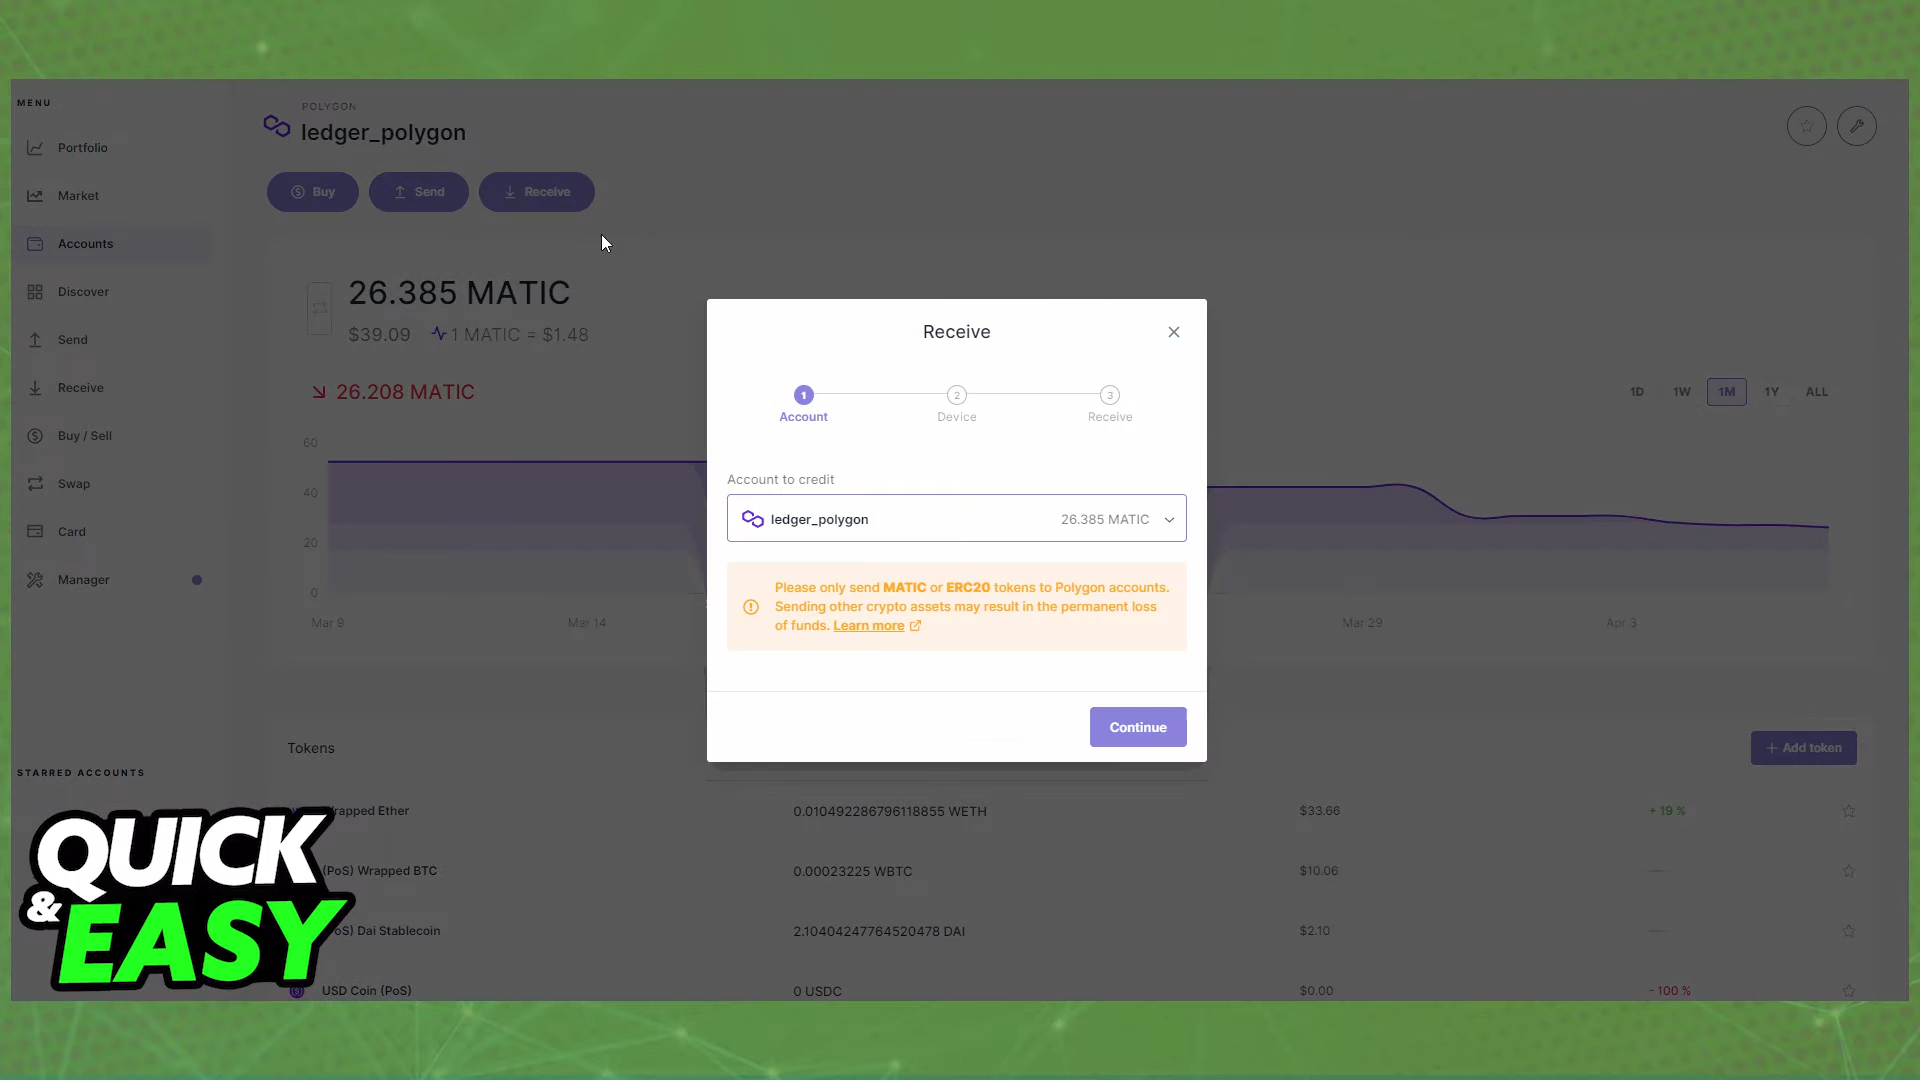 MENU
Portfolio
Market
Accounts
Discover
Send
Receive
Buy / Sell
Swap
Card
Manager
STARRED ACCOUNTS
POLYGON
ledger_polygon
Buy
Send
Receive
26.385 MATIC
$39.09 1 MATIC = $1.48
26.208 MATIC
1D 1W 1M 1Y ALL
60
40
20
0
Mar 9 Mar 14 Mar 29 Apr 3
Receive
1 2 3
Account Device Receive
Account to credit
ledger_polygon 26.385 MATIC
Please only send MATIC or ERC20 tokens to Polygon accounts.
Sending other crypto assets may result in the permanent loss
of funds. Learn more
Continue
Tokens
+ Add token
rapped Ether 0.010492286796118855 WETH $33.66 + 19 %
(PoS) Wrapped BTC 0.00023225 WBTC $10.06 —
oS) Dai Stablecoin 2.10404247764520478 DAI $2.10 —
USD Coin (PoS) 0 USDC $0.00 - 100 %
QUICK
& EASY